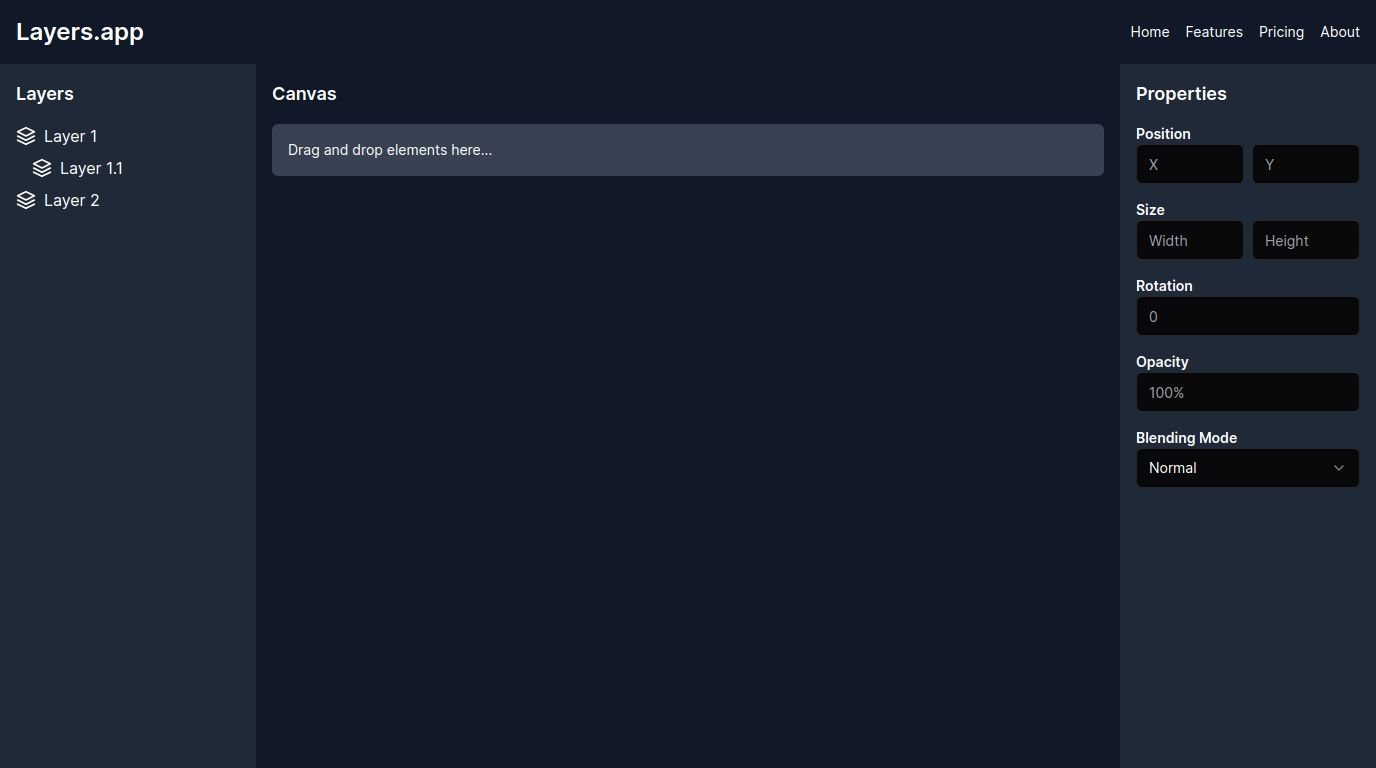 Layers.app
Home Features Pricing About
Layers
Layer 1
Layer 1.1
Layer 2
Canvas
Drag and drop elements here...
Properties
Position
X Y
Size
Width Height
Rotation
0
Opacity
100%
Blending Mode
Normal